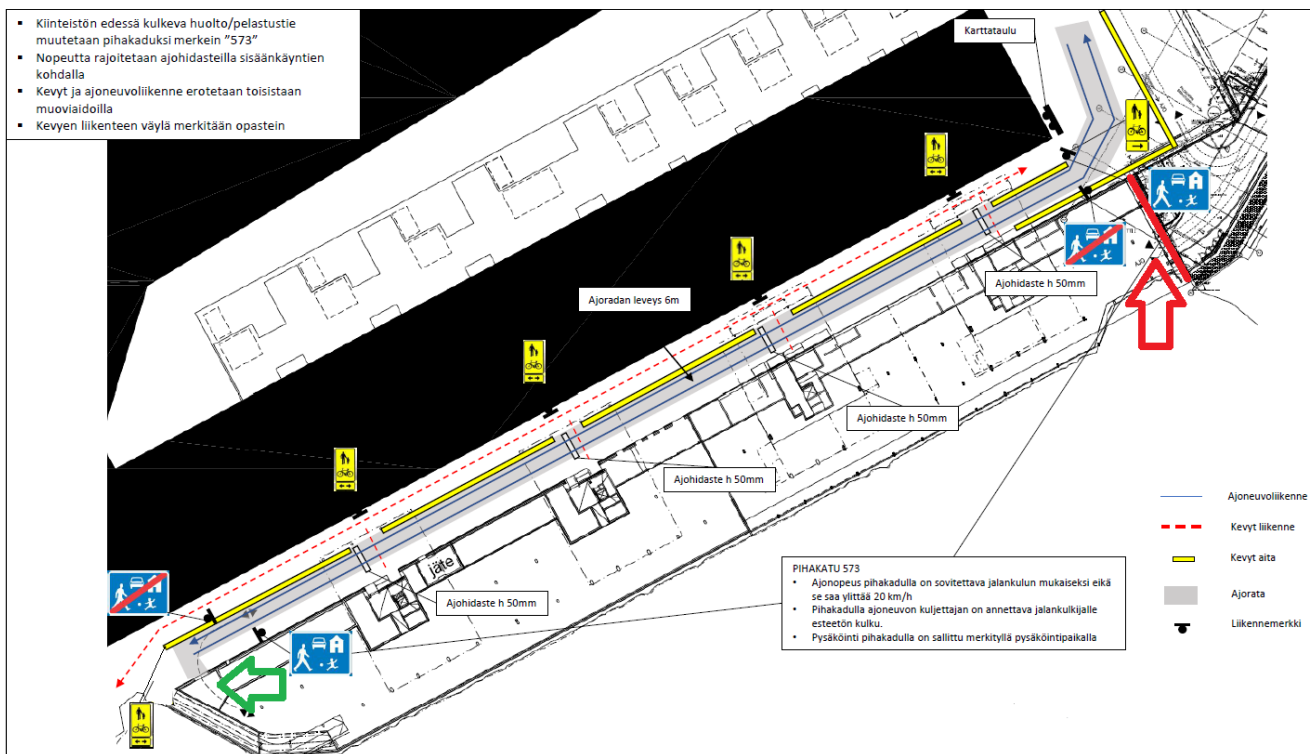 ▪ Kiinteistön edessä kulkeva huolto/pelastustie
muutetaan pihakaduksi merkein ”573”
▪ Nopeutta rajoitetaan ajohidasteilla sisäänkäyntien
kohdalla
▪ Kevyt ja ajoneuvoliikenne erotetaan toisistaan
muoviaidoilla
▪ Kevyen liikenteen väylä merkitään opastein
Karttataulu
Ajoradan leveys 6m
Ajohidaste h 50mm
Ajohidaste h 50mm
Ajohidaste h 50mm
Ajohidaste h 50mm
jäte
AJO
AJO
PIHAKATU 573
• Ajonopeus pihakadulla on sovitettava jalankulun mukaiseksi eikä
se saa ylittää 20 km/h
• Pihakadulla ajoneuvon kuljettajan on annettava jalankulkijalle
esteetön kulku.
• Pysäköinti pihakadulla on sallittu merkityllä pysäköintipaikalla
Ajoneuvoliikenne
Kevyt liikenne
Kevyt aita
Ajorata
Liikennemerkki